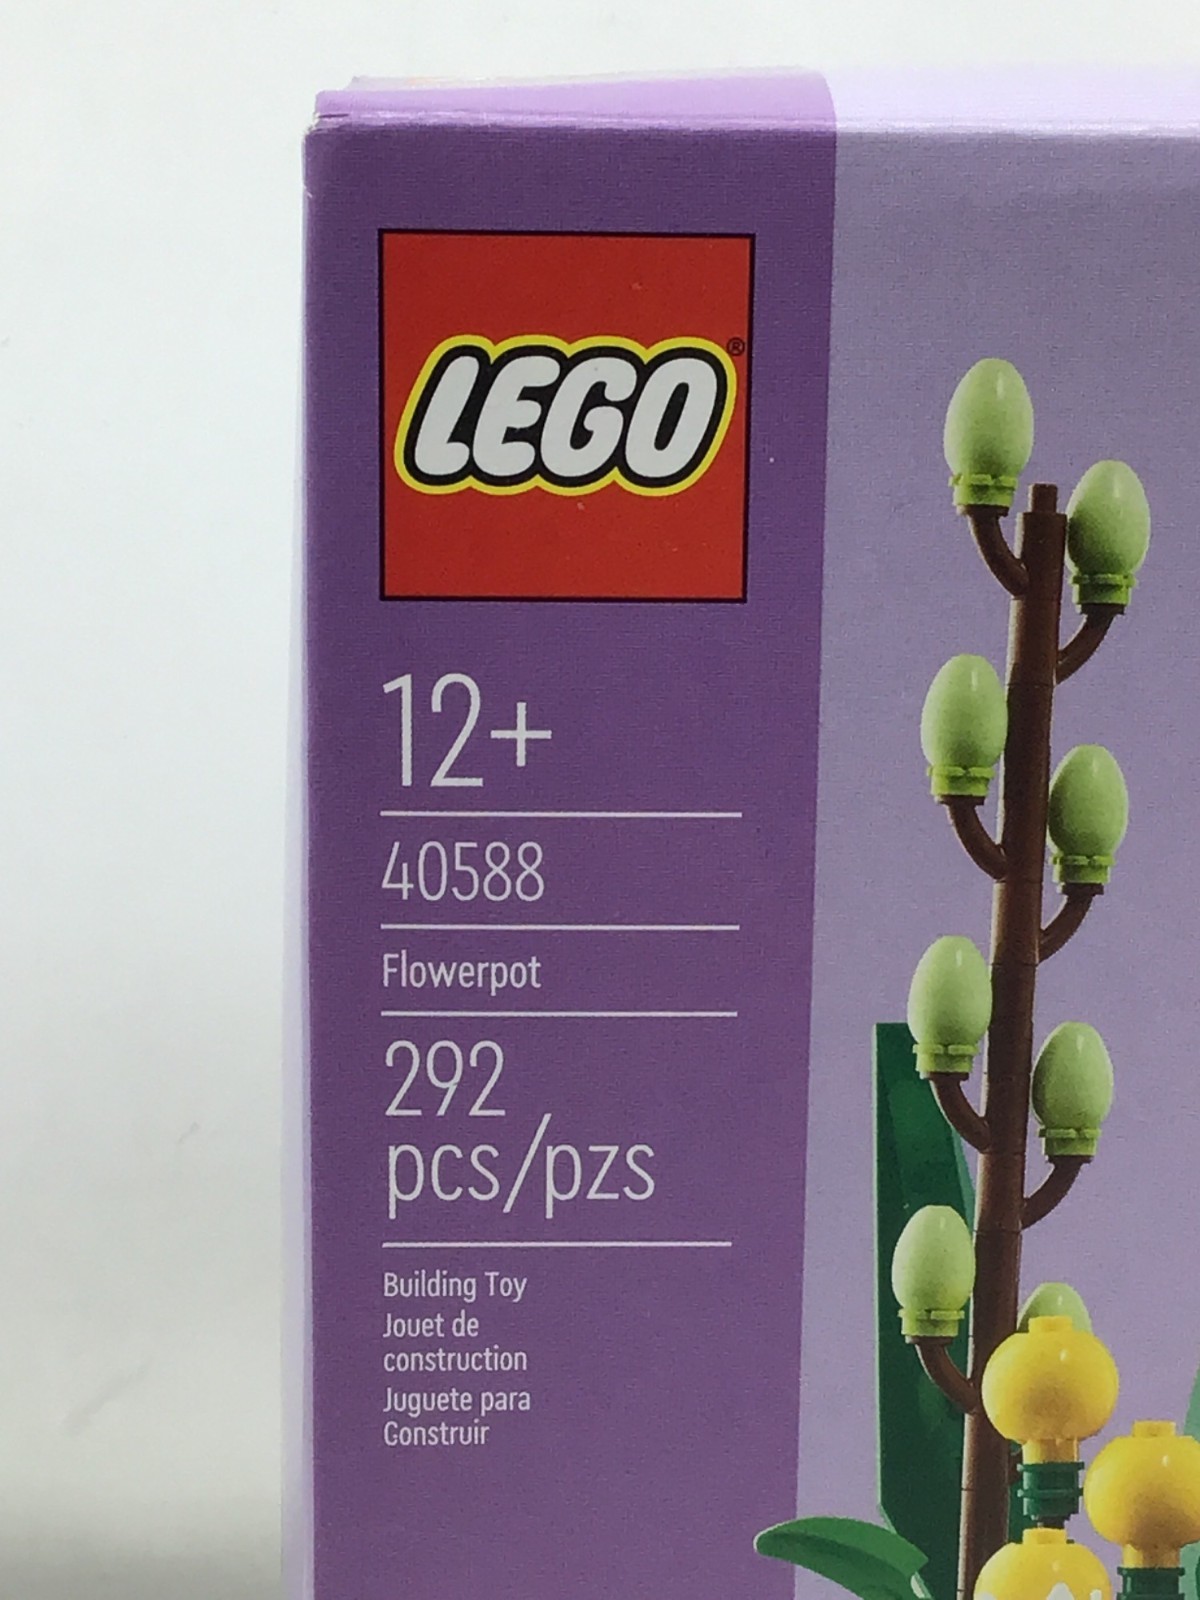 LEGO®
12+
40588
Flowerpot
292
pcs/pzs
Building Toy
Jouet de
construction
Juguete para
Construir